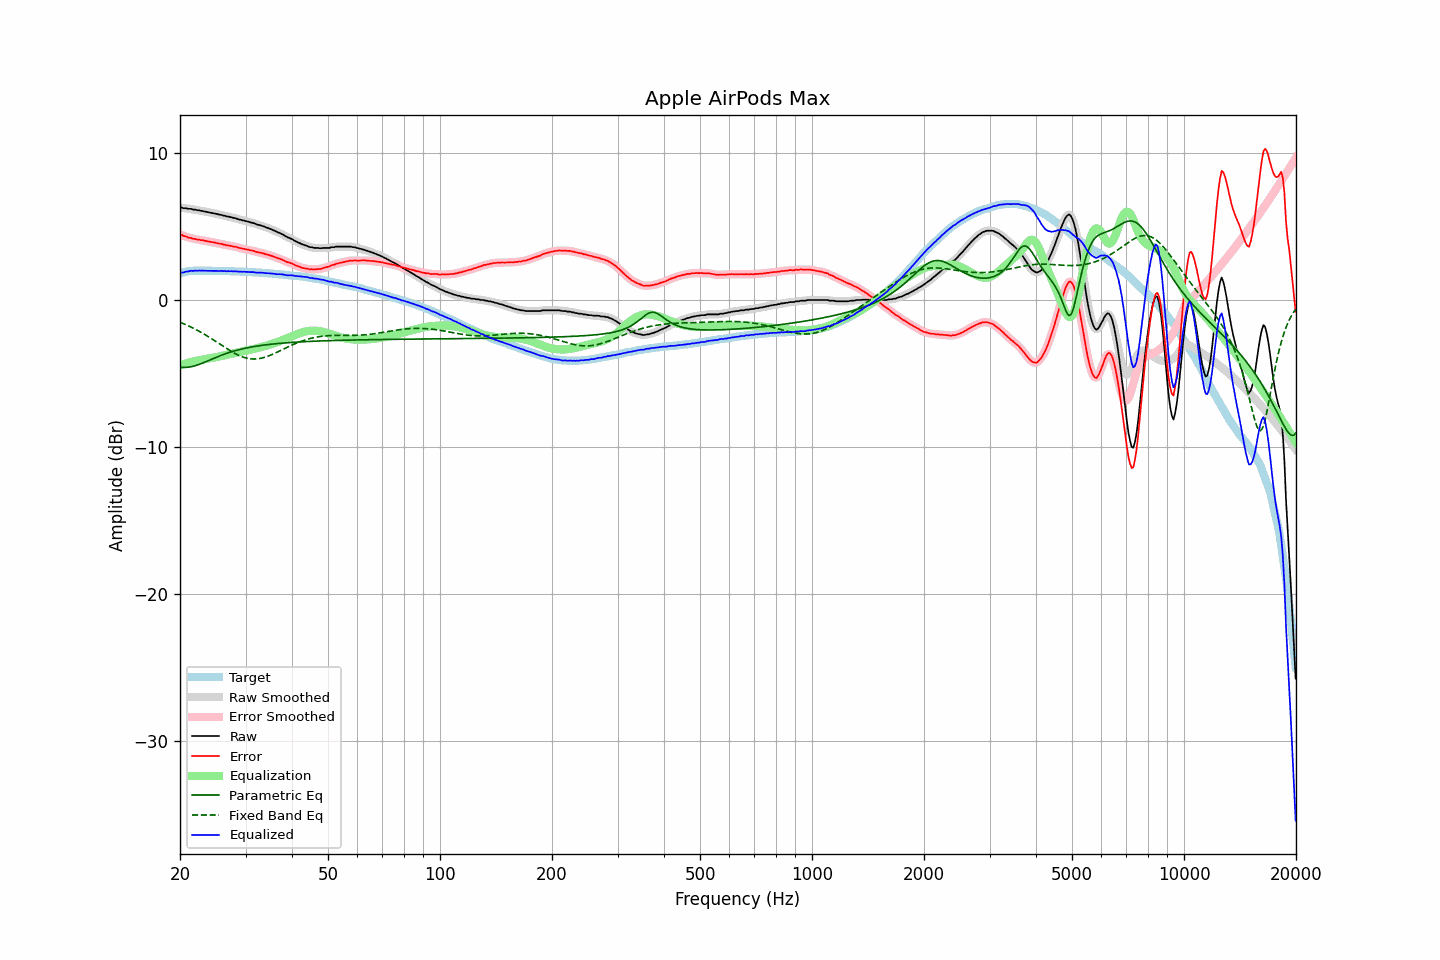 Apple AirPods Max
Amplitude (dBr)
10
0
−10
−20
−30
Target
Raw Smoothed
Error Smoothed
Raw
Error
Equalization
Parametric Eq
Fixed Band Eq
Equalized
20 50 100 200 500 1000 2000 5000 10000 20000
Frequency (Hz)